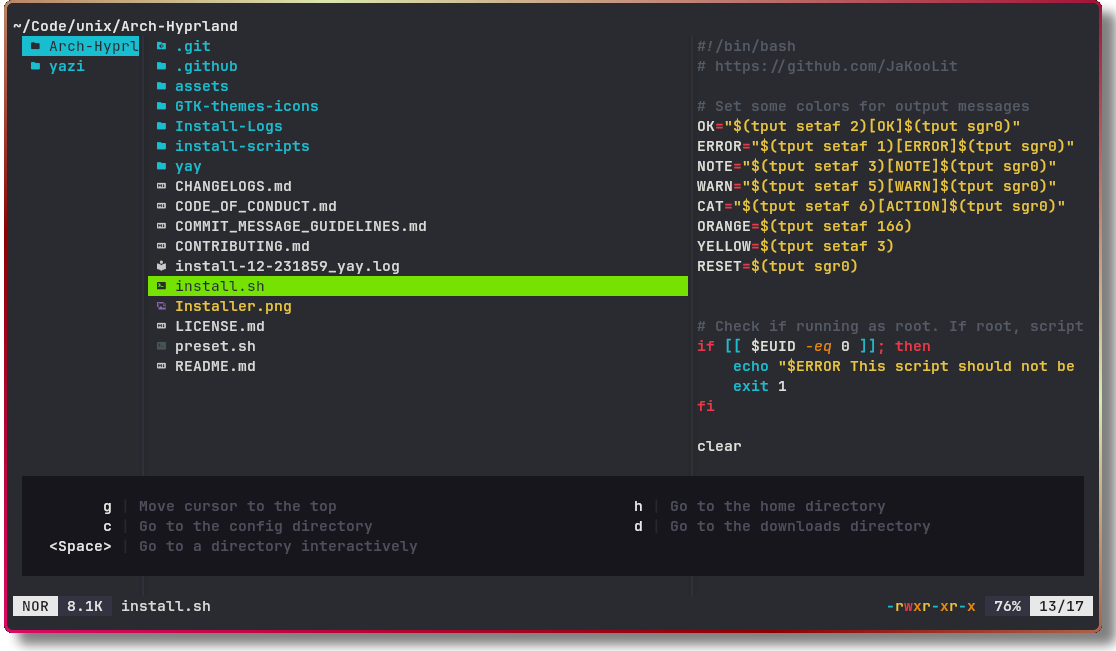 ~/Code/unix/Arch-Hyprland
Arch-Hyprl
yazi
.git
.github
assets
GTK-themes-icons
Install-Logs
install-scripts
yay
CHANGELOGS.md
CODE_OF_CONDUCT.md
COMMIT_MESSAGE_GUIDELINES.md
CONTRIBUTING.md
install-12-231859_yay.log
install.sh
Installer.png
LICENSE.md
preset.sh
README.md
#!/bin/bash
# https://github.com/JaKooLit
# Set some colors for output messages
OK="$(tput setaf 2)[OK]$(tput sgr0)"
ERROR="$(tput setaf 1)[ERROR]$(tput sgr0)"
NOTE="$(tput setaf 3)[NOTE]$(tput sgr0)"
WARN="$(tput setaf 5)[WARN]$(tput sgr0)"
CAT="$(tput setaf 6)[ACTION]$(tput sgr0)"
ORANGE=$(tput setaf 166)
YELLOW=$(tput setaf 3)
RESET=$(tput sgr0)
# Check if running as root. If root, script
if [[ $EUID -eq 0 ]]; then
    echo "$ERROR This script should not be
    exit 1
fi
clear
g | Move cursor to the top
h | Go to the home directory
c | Go to the config directory
d | Go to the downloads directory
<Space> | Go to a directory interactively
NOR 8.1K install.sh -rwxr-xr-x 76% 13/17